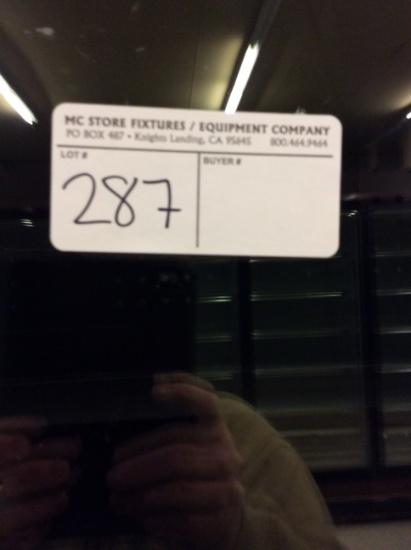 MC STORE FIXTURES / EQUIPMENT COMPANY
PO BOX 487 • Knights Landing, CA 95645 800.464.9464
LOT # BUYER #
287